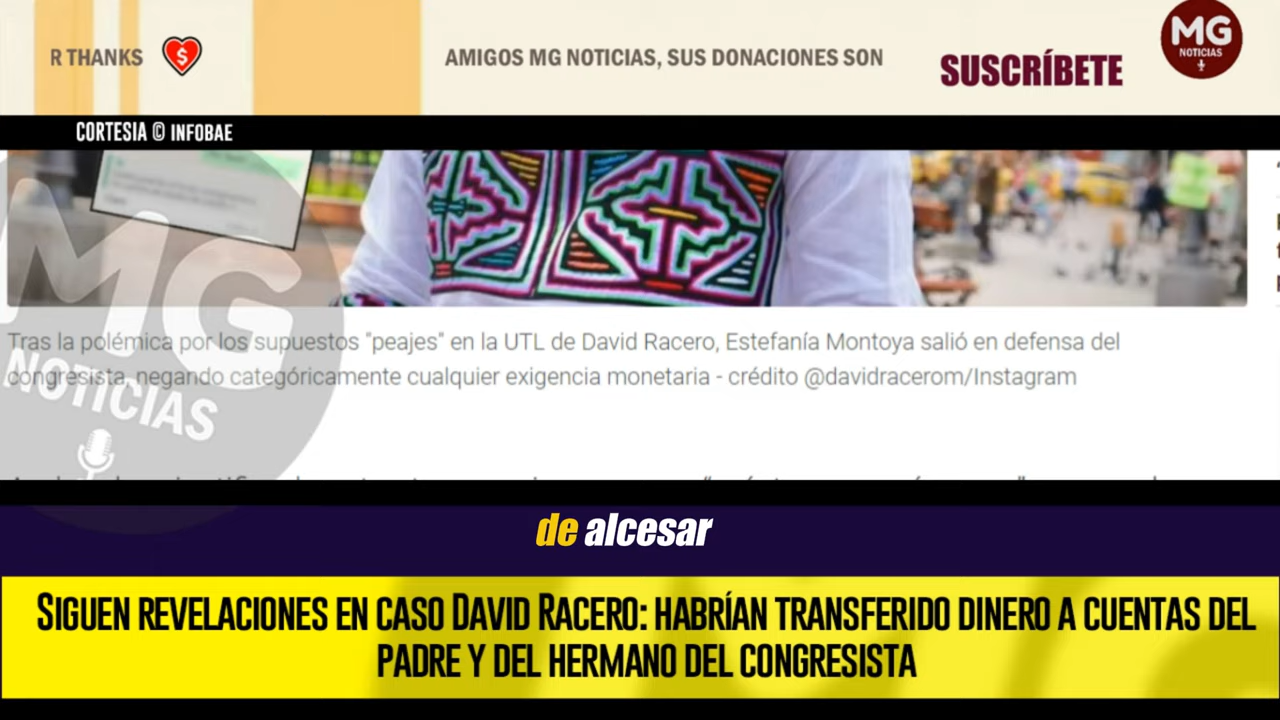 R THANKS
AMIGOS MG NOTICIAS, SUS DONACIONES SON
SUSCRÍBETE
MG
NOTICIAS
CORTESIA © INFOBAE
MG
NOTICIAS
Tras la polémica por los supuestos "peajes" en la UTL de David Racero, Estefanía Montoya salió en defensa del
congresista, negando categóricamente cualquier exigencia monetaria - crédito @davidracerom/Instagram
de alcesar
SIGUEN REVELACIONES EN CASO DAVID RACERO: HABRÍAN TRANSFERIDO DINERO A CUENTAS DEL
PADRE Y DEL HERMANO DEL CONGRESISTA